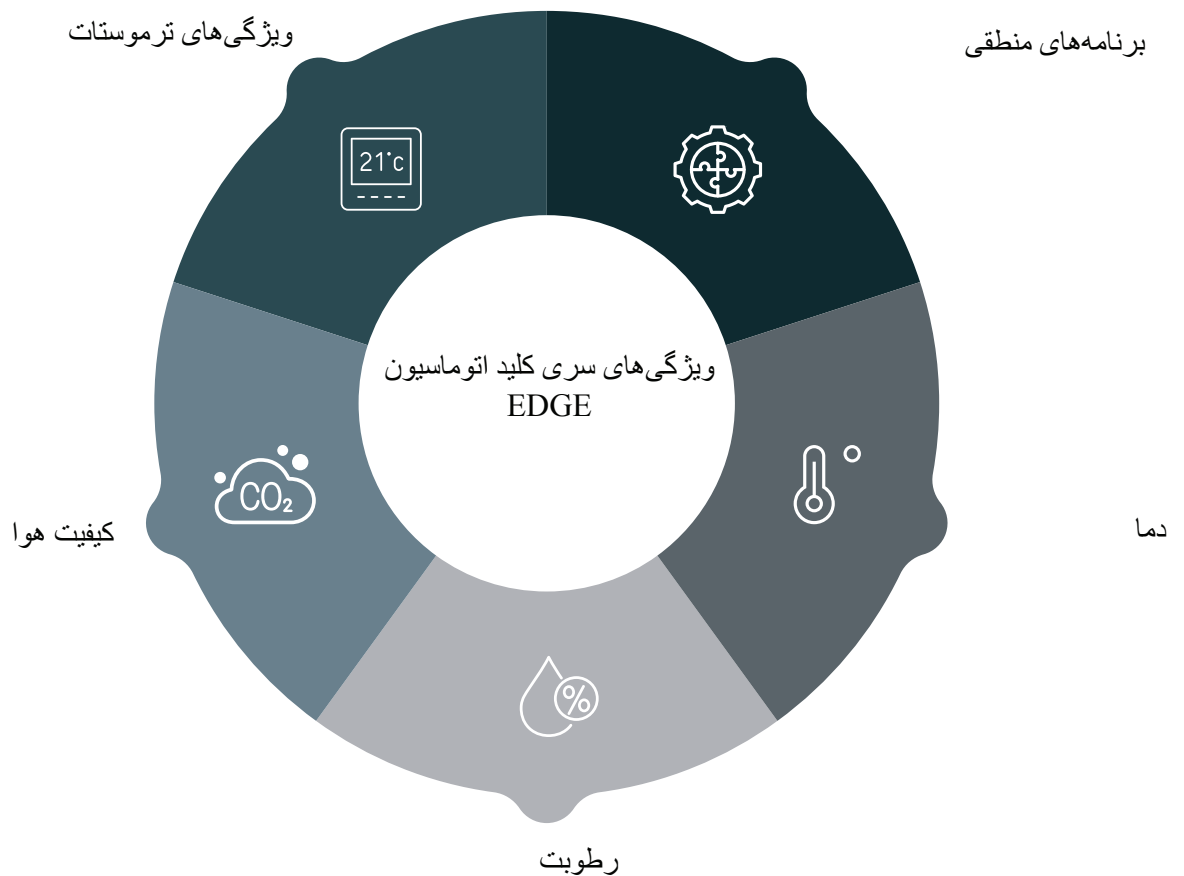 ویژگی‌های ترموستات
برنامه‌های منطقی
21°c
ویژگی‌های سری کلید اتوماسیون
EDGE
CO₂
%
کیفیت هوا
دما
رطوبت